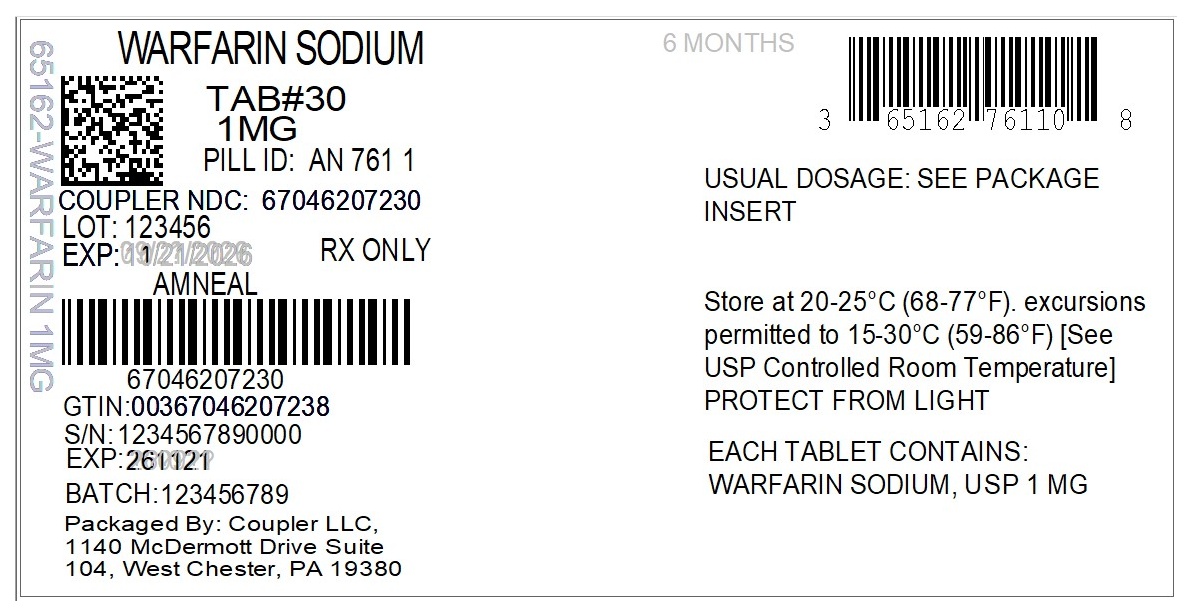 65162-WARFARIN 1MG
WARFARIN SODIUM
TAB#30
1MG
PILL ID: AN 761 1
COUPLER NDC: 67046207230
LOT: 123456
EXP:
RX ONLY
AMNEAL
67046207230
GTIN:00367046207238
S/N:1234567890000
EXP:261121
BATCH:123456789
Packaged By: Coupler LLC,
1140 McDermott Drive Suite
104, West Chester, PA 19380
6 MONTHS
3 65162 76110 8
USUAL DOSAGE: SEE PACKAGE
INSERT
Store at 20-25°C (68-77°F). excursions
permitted to 15-30°C (59-86°F) [See
USP Controlled Room Temperature]
PROTECT FROM LIGHT
EACH TABLET CONTAINS:
WARFARIN SODIUM, USP 1 MG